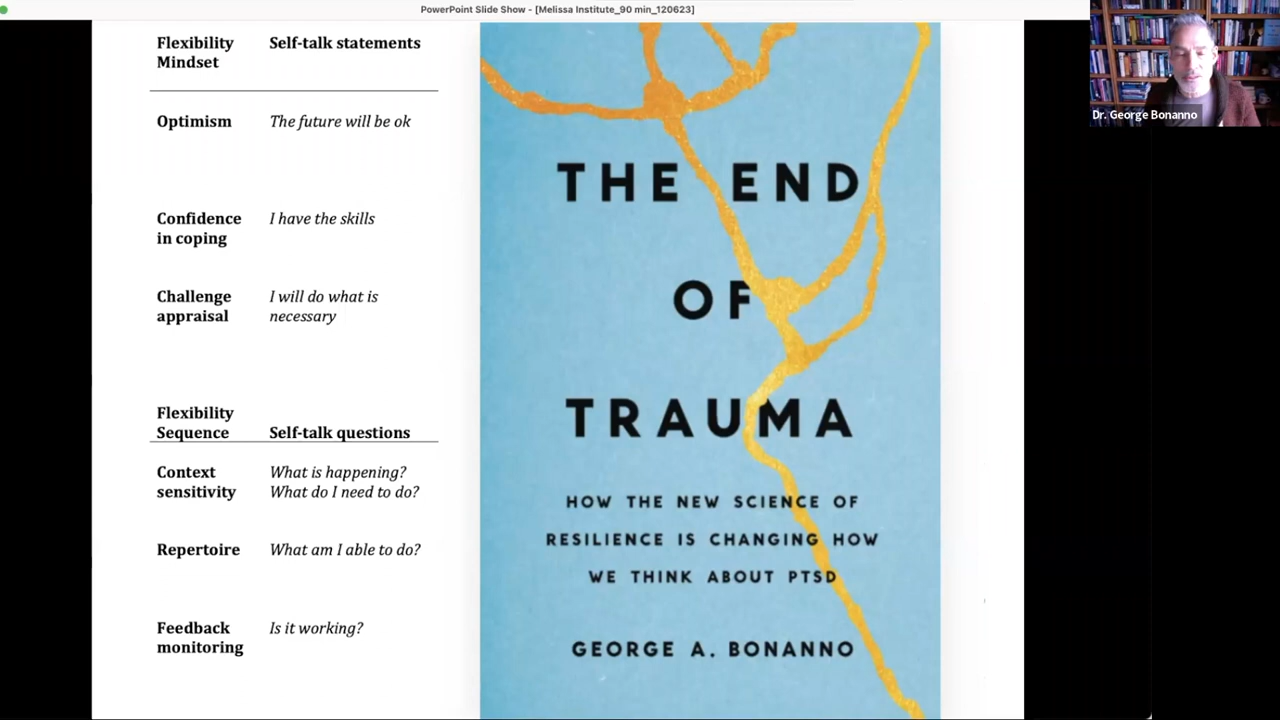 PowerPoint Slide Show - [Melissa Institute_90 min_120623]
Flexibility Self-talk statements
Mindset
Optimism The future will be ok
Confidence I have the skills
in coping
Challenge I will do what is
appraisal necessary
Flexibility
Sequence Self-talk questions
Context What is happening?
sensitivity What do I need to do?
Repertoire What am I able to do?
Feedback Is it working?
monitoring
THE END
OF
TRAUMA
HOW THE NEW SCIENCE OF
RESILIENCE IS CHANGING HOW
WE THINK ABOUT PTSD
GEORGE A. BONANNO
Dr. George Bonanno